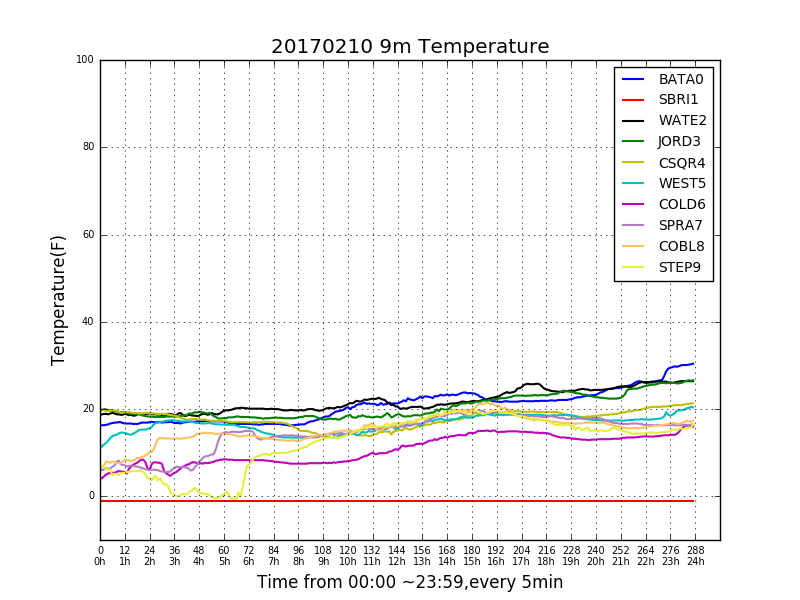 20170210 9m Temperature
100
80
60
40
20
0
Temperature(F)
BATA0
SBRI1
WATE2
JORD3
CSQR4
WEST5
COLD6
SPRA7
COBL8
STEP9
0 12 24 36 48 60 72 84 96 108 120 132 144 156 168 180 192 204 216 228 240 252 264 276 288
0h 1h 2h 3h 4h 5h 6h 7h 8h 9h 10h 11h 12h 13h 14h 15h 16h 17h 18h 19h 20h 21h 22h 23h 24h
Time from 00:00 ~23:59,every 5min